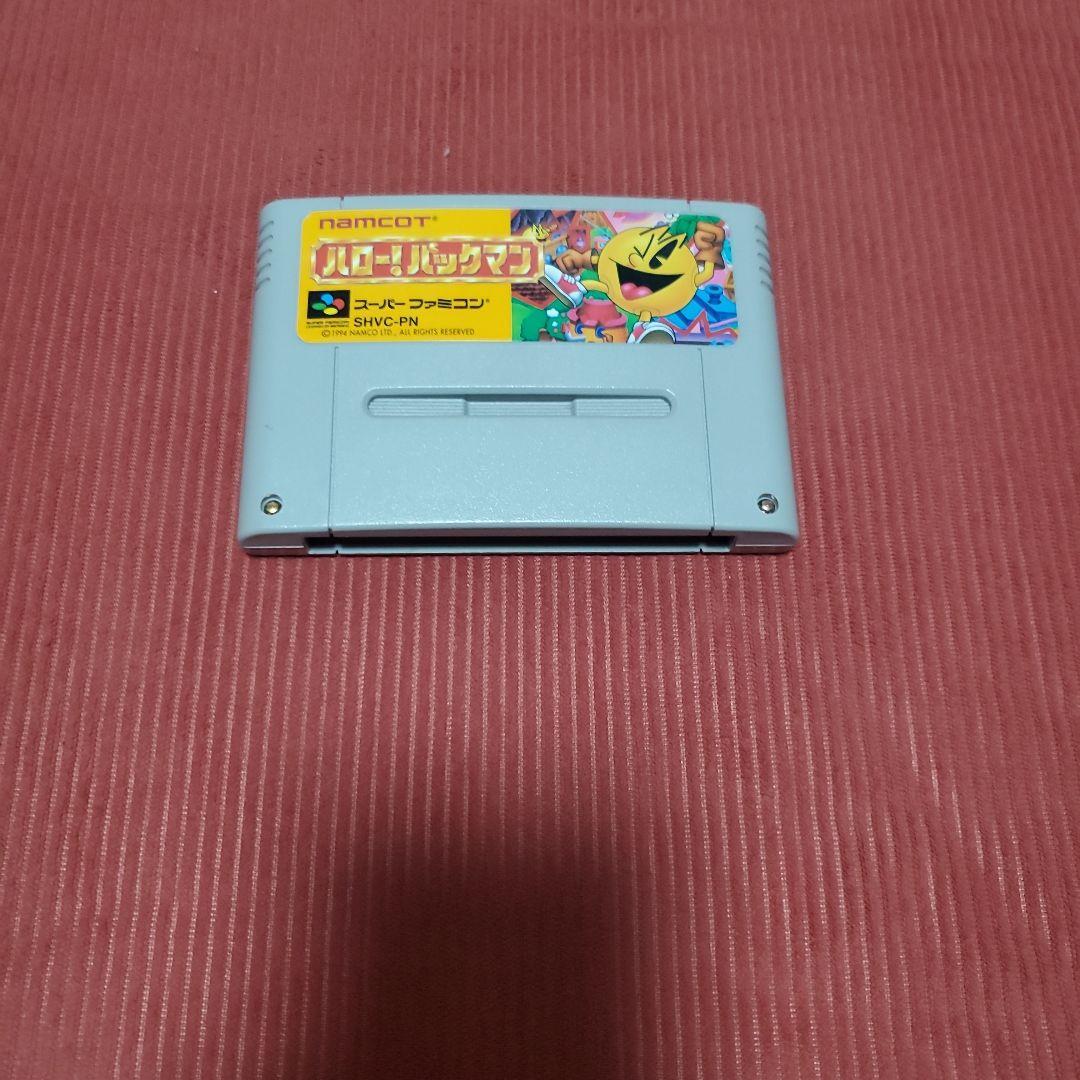 namcot®
ハロー!パックマン
スーパーファミコン®
SHVC-PN
©1994 NAMCO LTD., ALL RIGHTS RESERVED